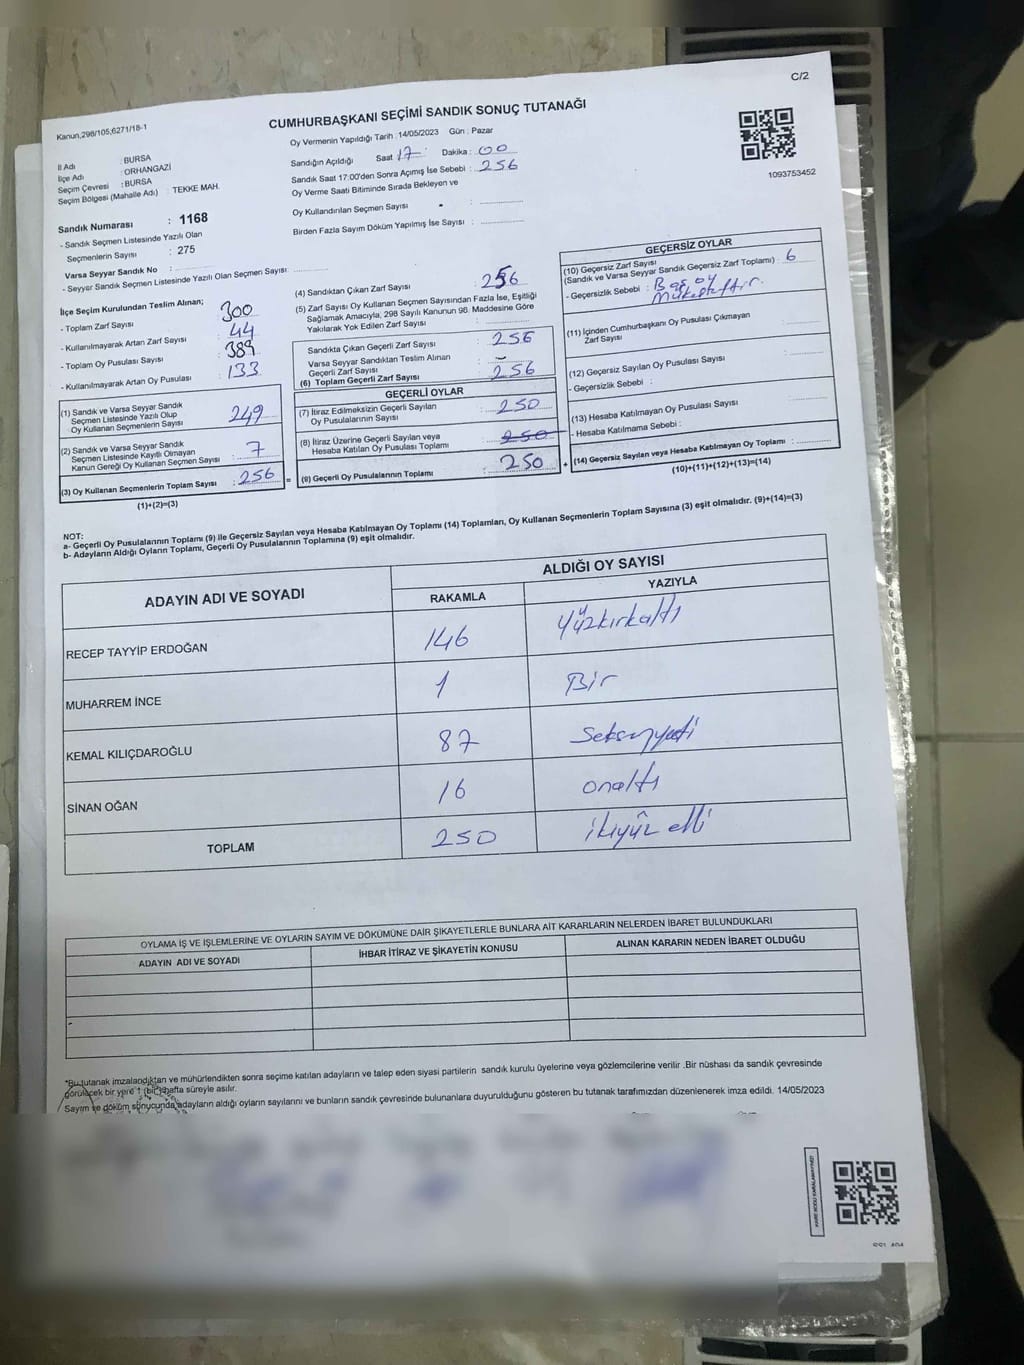 C/2
Kanun,298/105,6271/18-1
CUMHURBAŞKANI SEÇİMİ SANDIK SONUÇ TUTANAĞI
Oy Vermenin Yapıldığı Tarih : 14/05/2023 Gün : Pazar
İl Adı : BURSA
İlçe Adı : ORHANGAZİ
Seçim Çevresi : BURSA
Seçim Bölgesi (Mahalle Adı) : TEKKE MAH.
Sandığın Açıldığı Saat 17 Dakika : 00
Sandık Saat 17:00'den Sonra Açılmış İse Sebebi : 256
Oy Verme Saati Bitiminde Sırada Bekleyen ve
Oy Kullandırılan Seçmen Sayısı :
Birden Fazla Sayım Döküm Yapılmış İse Sayısı :
1093753452
Sandık Numarası : 1168
- Sandık Seçmen Listesinde Yazılı Olan
Seçmenlerin Sayısı : 275
Varsa Seyyar Sandık No :
- Seyyar Sandık Seçmen Listesinde Yazılı Olan Seçmen Sayısı:
İlçe Seçim Kurulundan Teslim Alınan;
- Toplam Zarf Sayısı : 300
- Kullanılmayarak Artan Zarf Sayısı : 44
- Toplam Oy Pusulası Sayısı : 389
- Kullanılmayarak Artan Oy Pusulası : 133
(1) Sandık ve Varsa Seyyar Sandık
Seçmen Listesinde Yazılı Olup
Oy Kullanan Seçmenlerin Sayısı : 249
(2) Sandık ve Varsa Seyyar Sandık
Seçmen Listesinde Kayıtlı Olmayan
Kanun Gereği Oy Kullanan Seçmen Sayısı : 7
(3) Oy Kullanan Seçmenlerin Toplam Sayısı : 256
(1)+(2)=(3)
(4) Sandıktan Çıkan Zarf Sayısı : 256
(5) Zarf Sayısı Oy Kullanan Seçmen Sayısından Fazla İse, Eşitliği
Sağlamak Amacıyla, 298 Sayılı Kanunun 98. Maddesine Göre
Yakılarak Yok Edilen Zarf Sayısı :
Sandıkta Çıkan Geçerli Zarf Sayısı : 256
Varsa Seyyar Sandıktan Teslim Alınan
Geçerli Zarf Sayısı : -
(6) Toplam Geçerli Zarf Sayısı : 256
GEÇERLİ OYLAR
(7) İtiraz Edilmeksizin Geçerli Sayılan
Oy Pusulalarının Sayısı : 250
(8) İtiraz Üzerine Geçerli Sayılan veya
Hesaba Katılan Oy Pusulası Toplamı : 250
(9) Geçerli Oy Pusulalarının Toplamı : 250
=
+
GEÇERSİZ OYLAR
(10) Geçersiz Zarf Sayısı
(Sandık ve Varsa Seyyar Sandık Geçersiz Zarf Toplamı) : 6
- Geçersizlik Sebebi : Boş oy
(11) İçinden Cumhurbaşkanı Oy Pusulası Çıkmayan
Zarf Sayısı :
(12) Geçersiz Sayılan Oy Pusulası Sayısı :
- Geçersizlik Sebebi :
(13) Hesaba Katılmayan Oy Pusulası Sayısı :
- Hesaba Katılmama Sebebi :
(14) Geçersiz Sayılan veya Hesaba Katılmayan Oy Toplamı :
(10)+(11)+(12)+(13)=(14)
NOT:
a- Geçerli Oy Pusulalarının Toplamı (9) ile Geçersiz Sayılan veya Hesaba Katılmayan Oy Toplamı (14) Toplamları, Oy Kullanan Seçmenlerin Toplam Sayısına (3) eşit olmalıdır. (9)+(14)=(3)
b- Adayların Aldığı Oyların Toplamı, Geçerli Oy Pusulalarının Toplamına (9) eşit olmalıdır.
ADAYIN ADI VE SOYADI
ALDIĞI OY SAYISI
RAKAMLA YAZIYLA
RECEP TAYYİP ERDOĞAN 146 Yüzkırkaltı
MUHARREM İNCE 1 Bir
KEMAL KILIÇDAROĞLU 87 Seksenyedi
SİNAN OĞAN 16 onaltı
TOPLAM 250 ikiyüz elli
OYLAMA İŞ VE İŞLEMLERİNE VE OYLARIN SAYIM VE DÖKÜMÜNE DAİR ŞİKAYETLERLE BUNLARA AİT KARARLARIN NELERDEN İBARET BULUNDUKLARI
ADAYIN ADI VE SOYADI İHBAR İTİRAZ VE ŞİKAYETİN KONUSU ALINAN KARARIN NEDEN İBARET OLDUĞU
*Bu tutanak imzalandıktan ve mühürlendikten sonra seçime katılan adayların ve talep eden siyasi partilerin sandık kurulu üyelerine veya gözlemcilerine verilir .Bir nüshası da sandık çevresinde
görülecek bir yere 1 (bir) hafta süreyle asılır.
Sayım ve döküm sonucunda adayların aldığı oyların sayılarını ve bunların sandık çevresinde bulunanlara duyurulduğunu gösteren bu tutanak tarafımızdan düzenlenerek imza edildi. 14/05/2023
KARE KODU KARALAMAYINIZ!